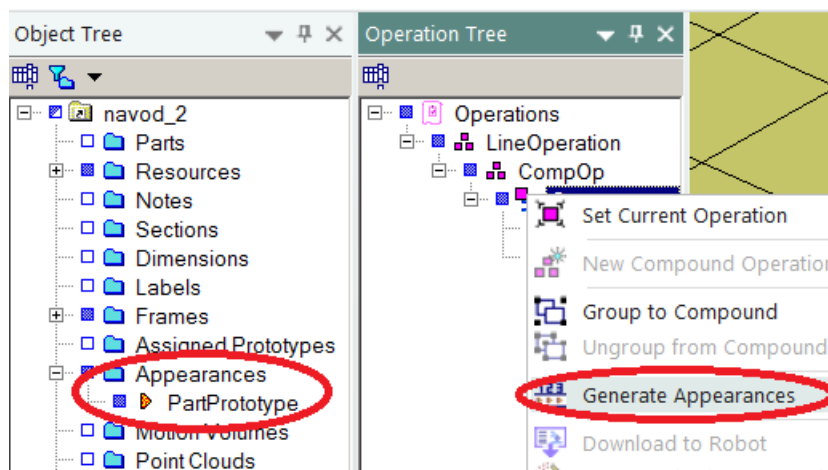 Object Tree
navod_2
Parts
Resources
Notes
Sections
Dimensions
Labels
Frames
Assigned Prototypes
Appearances
PartPrototype
Motion Volumes
Point Clouds
Operation Tree
Operations
LineOperation
CompOp
Set Current Operation
New Compound Operation
Group to Compound
Ungroup from Compound
Generate Appearances
Download to Robot